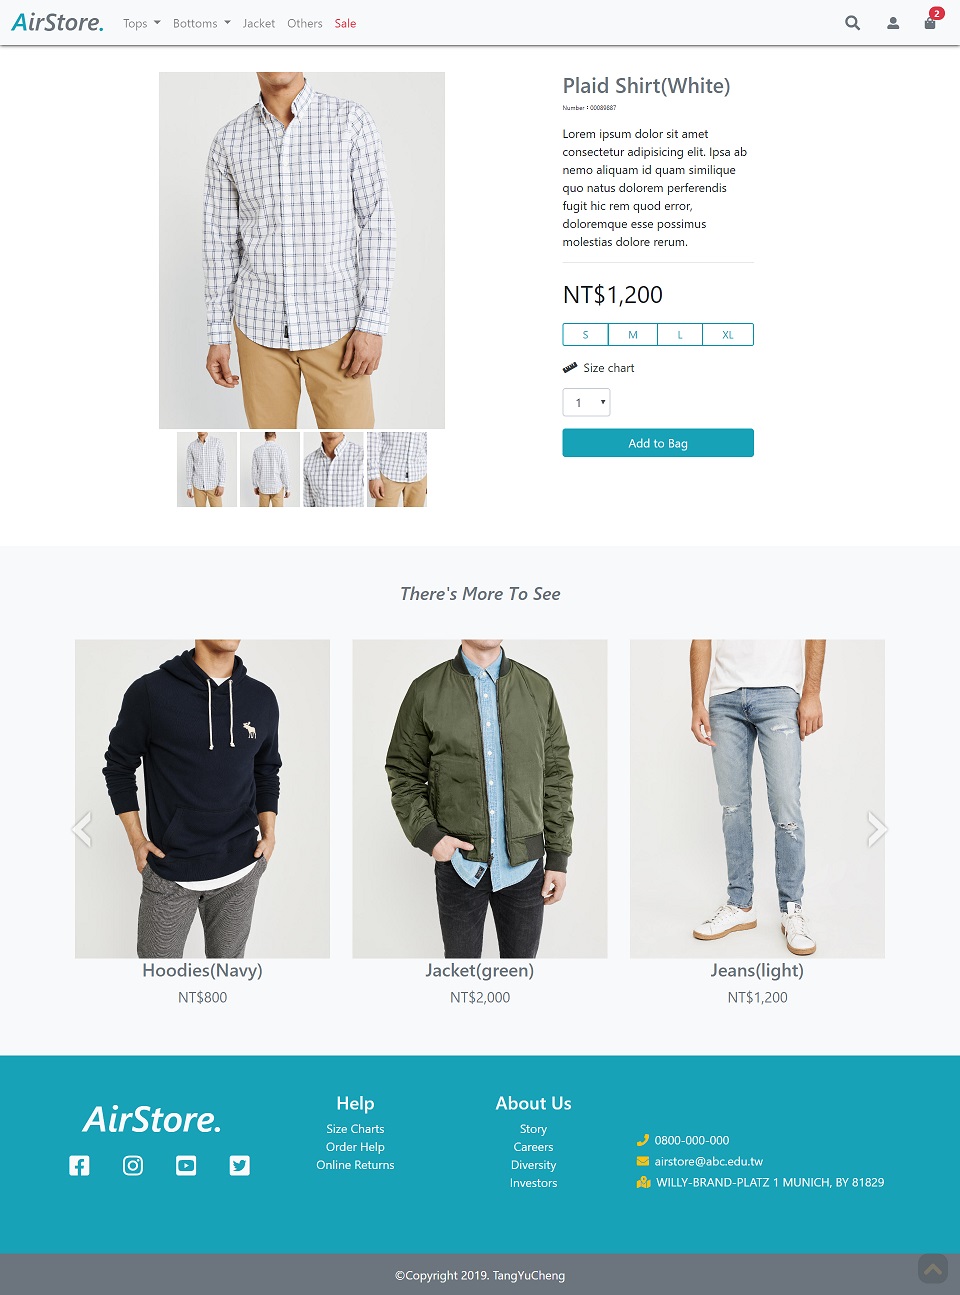 AirStore.
Tops
Bottoms
Jacket
Others
Sale
2
Plaid Shirt(White)
Number：00089687
Lorem ipsum dolor sit amet
consectetur adipisicing elit. Ipsa ab
nemo aliquam id quam similique
quo natus dolorem perferendis
fugit hic rem quod error,
doloremque esse possimus
molestias dolore rerum.
NT$1,200
S M L XL
Size chart
1
Add to Bag
There's More To See
Hoodies(Navy)
NT$800
Jacket(green)
NT$2,000
Jeans(light)
NT$1,200
AirStore.
Help
Size Charts
Order Help
Online Returns
About Us
Story
Careers
Diversity
Investors
0800-000-000
airstore@abc.edu.tw
WILLY-BRAND-PLATZ 1 MUNICH, BY 81829
©Copyright 2019. TangYuCheng